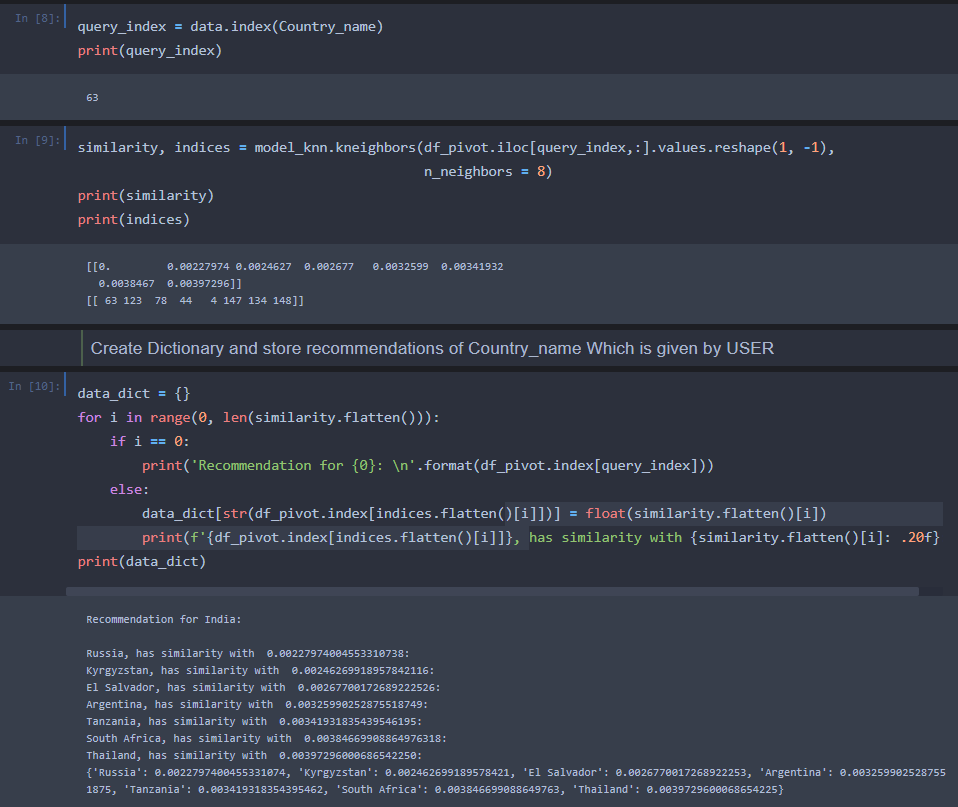 In [8]:
query_index = data.index(Country_name)
print(query_index)
63
In [9]:
similarity, indices = model_knn.kneighbors(df_pivot.iloc[query_index,:].values.reshape(1, -1),
n_neighbors = 8)
print(similarity)
print(indices)
[[0.         0.00227974 0.0024627  0.002677   0.0032599  0.00341932
  0.0038467  0.00397296]]
[[ 63 123  78  44   4 147 134 148]]
Create Dictionary and store recommendations of Country_name Which is given by USER
In [10]:
data_dict = {}
for i in range(0, len(similarity.flatten())):
    if i == 0:
        print('Recommendation for {0}: \n'.format(df_pivot.index[query_index]))
    else:
        data_dict[str(df_pivot.index[indices.flatten()[i]])] = float(similarity.flatten()[i])
        print(f'{df_pivot.index[indices.flatten()[i]]}, has similarity with {similarity.flatten()[i]: .20f}
print(data_dict)
Recommendation for India:
Russia, has similarity with  0.00227974004553310738:
Kyrgyzstan, has similarity with  0.00246269918957842116:
El Salvador, has similarity with  0.00267700172689222526:
Argentina, has similarity with  0.00325990252875518749:
Tanzania, has similarity with  0.00341931835439546195:
South Africa, has similarity with  0.00384669908864976318:
Thailand, has similarity with  0.00397296000686542250:
{'Russia': 0.0022797400455331074, 'Kyrgyzstan': 0.002462699189578421, 'El Salvador': 0.0026770017268922253, 'Argentina': 0.003259902528755
1875, 'Tanzania': 0.003419318354395462, 'South Africa': 0.003846699088649763, 'Thailand': 0.0039729600068654225}